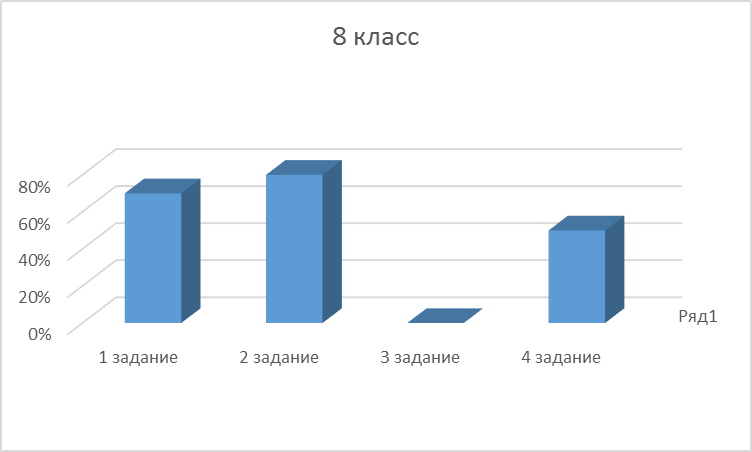 8 класс
80%
60%
40%
20%
0%
Ряд1
1 задание
2 задание
3 задание
4 задание